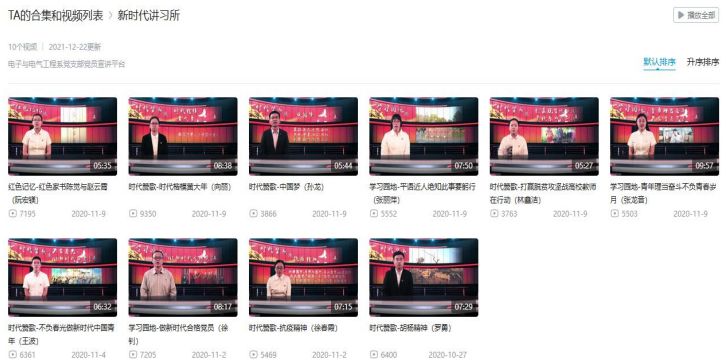 TA的合集和视频列表 > 新时代讲习所
播放全部
10个视频 | 2021-12-22更新
电子与电气工程系党支部党员宣讲平台
默认排序 升序排序
05:35
08:38
05:44
07:50
05:27
09:57
红色记忆-红色家书陈觉与赵云霄
（阮宏镁）
7195 2020-11-9
时代赞歌-时代楷模黄大年（向丽）
9350 2020-11-9
时代赞歌-中国梦（孙龙）
3866 2020-11-9
学习园地-平语近人绝知此事要躬行
（张丽萍）
5552 2020-11-9
时代赞歌-打赢脱贫攻坚战高校教师
在行动（林鑫洁）
3763 2020-11-9
学习园地-青年理当奋斗不负青春岁
月（张龙音）
5503 2020-11-9
06:32
08:17
07:15
07:29
时代赞歌-不负春光做新时代中国青
年（王波）
6361 2020-11-4
学习园地-做新时代合格党员（徐
钊）
7205 2020-11-2
时代赞歌-抗疫精神（徐春霞）
5469 2020-11-2
时代赞歌-胡杨精神（罗勇）
6400 2020-10-27